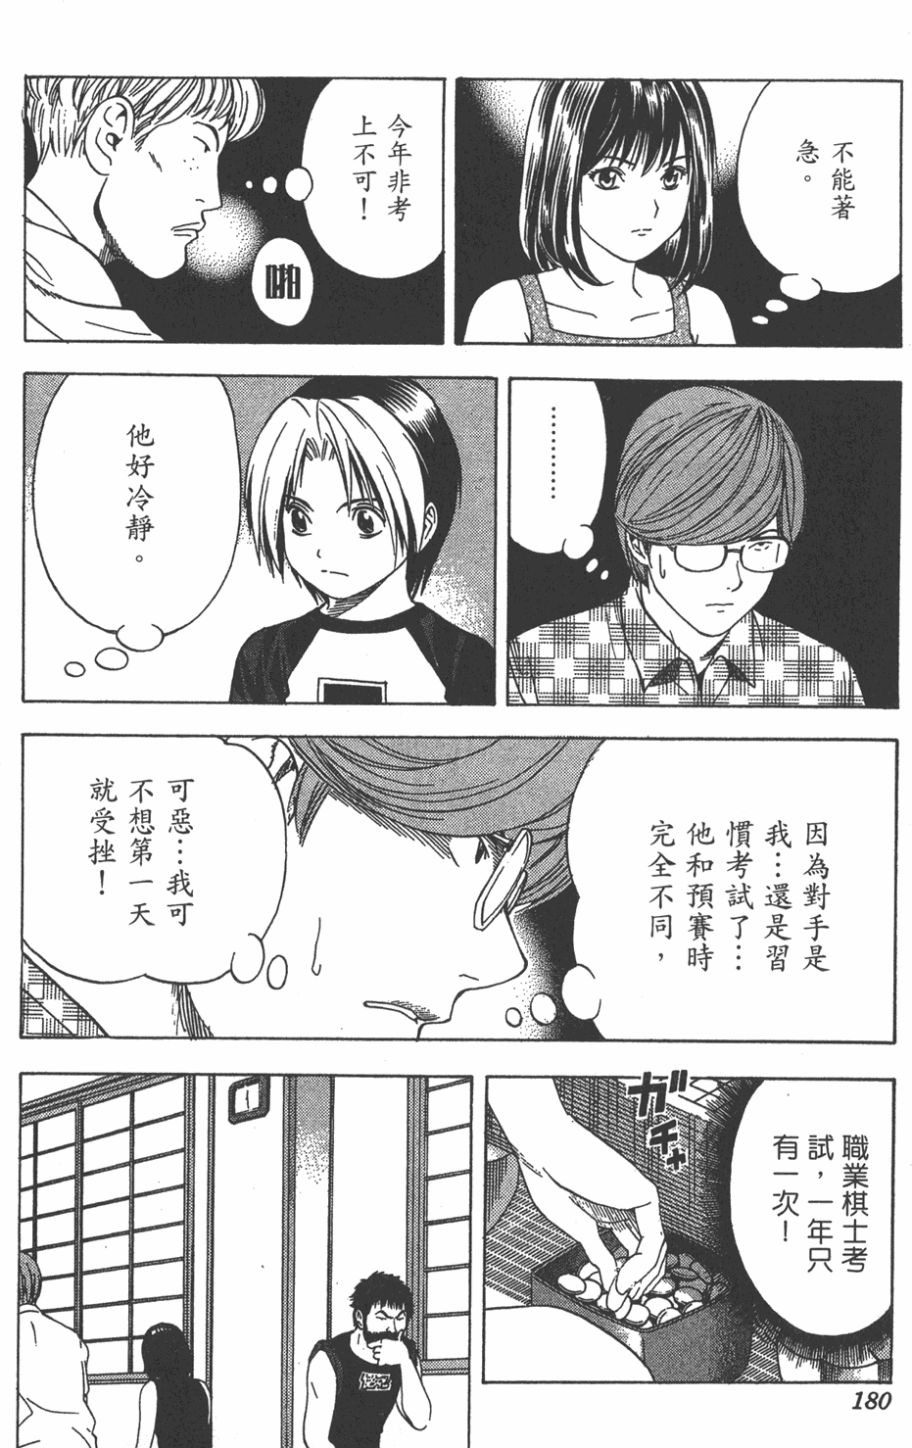 不能著
急。
今年非考
上不可！
啪
…………
他好冷靜。
因為對手是
我…還是習
慣考試了…
他和預賽時
完全不同，
可惡…我可
不想第一天
就受挫！
職業棋士考
試，一年只
有一次！
ガチャ
180